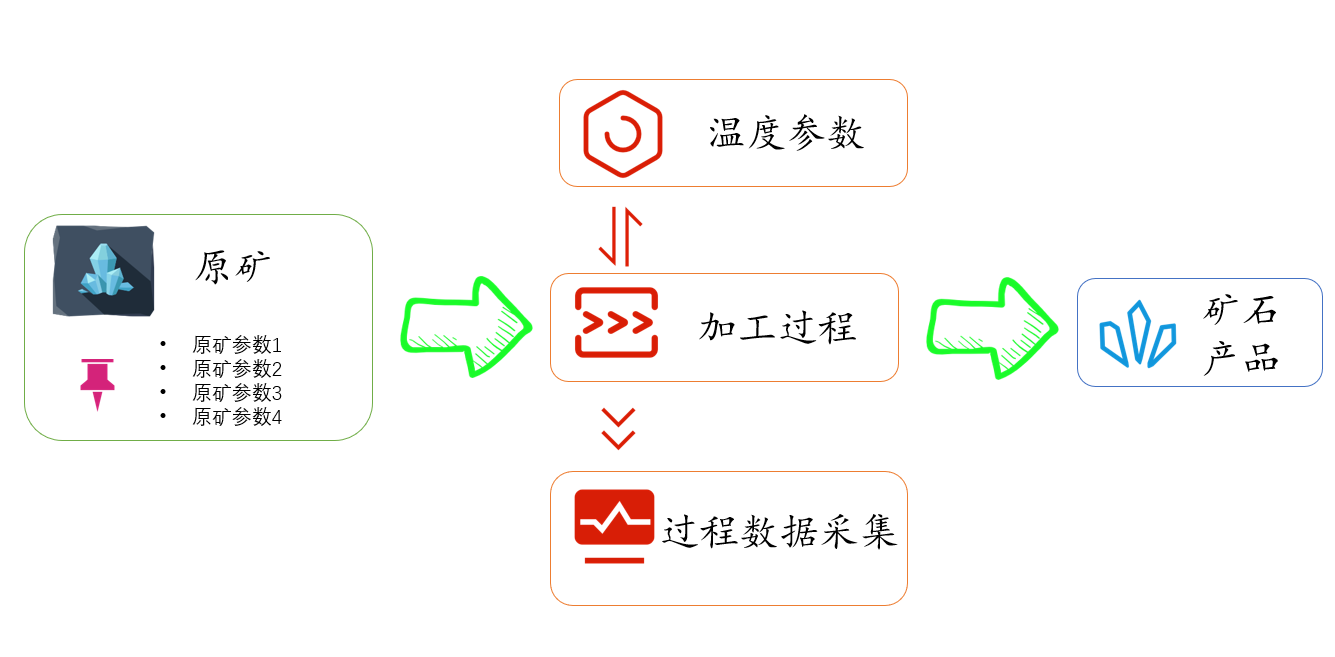 温度参数
原矿
• 原矿参数1
• 原矿参数2
• 原矿参数3
• 原矿参数4
加工过程
矿石
产品
过程数据采集